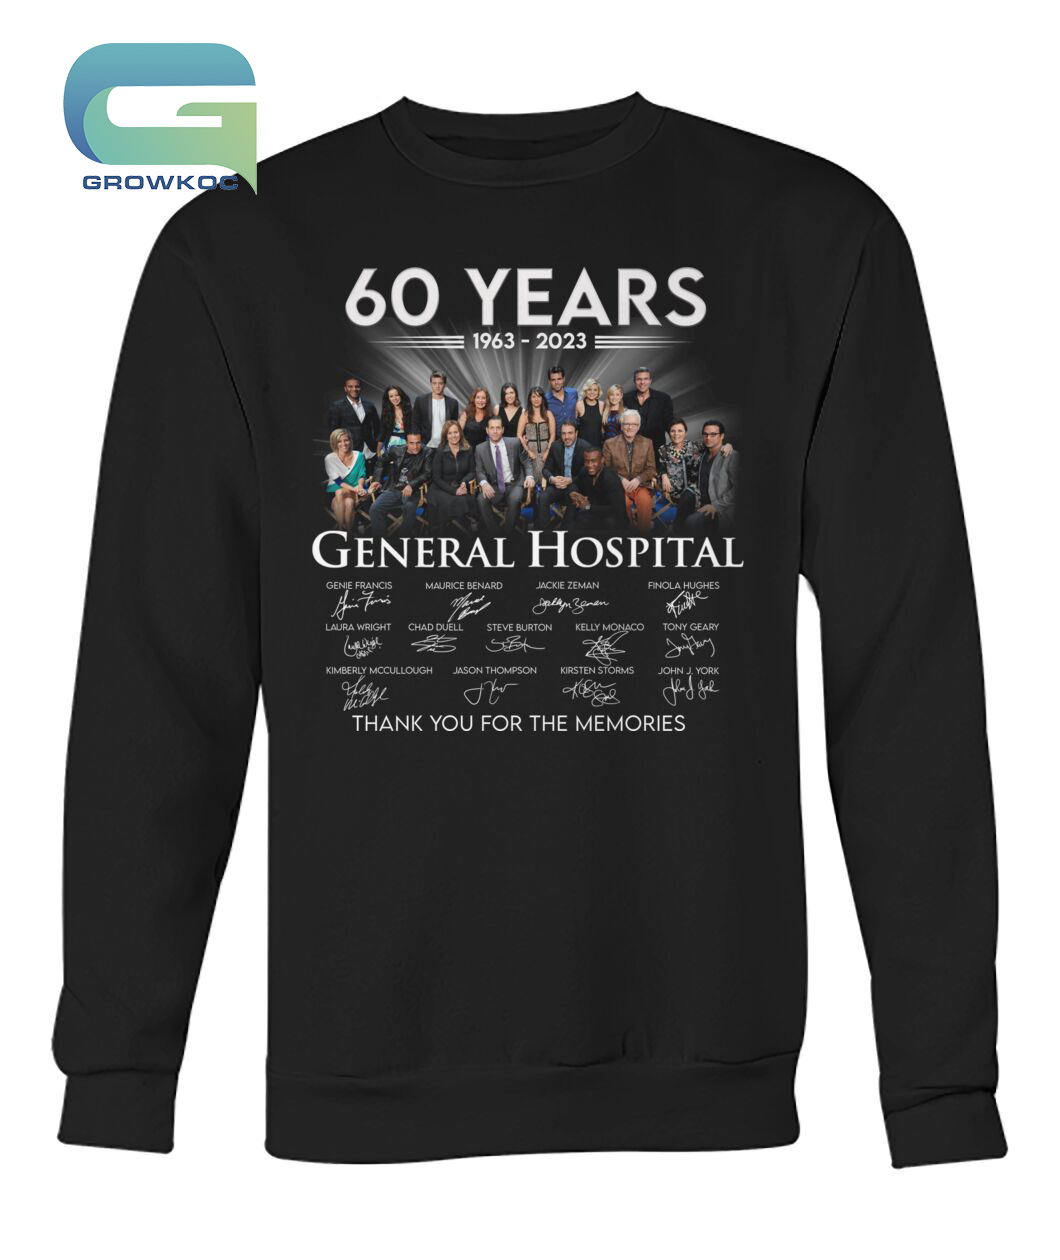 GROWKOC
60 YEARS
1963 - 2023
GENERAL HOSPITAL
GENIE FRANCIS MAURICE BENARD JACKIE ZEMAN FINOLA HUGHES
LAURA WRIGHT CHAD DUELL STEVE BURTON KELLY MONACO TONY GEARY
KIMBERLY MCCULLOUGH JASON THOMPSON KIRSTEN STORMS JOHN J. YORK
THANK YOU FOR THE MEMORIES